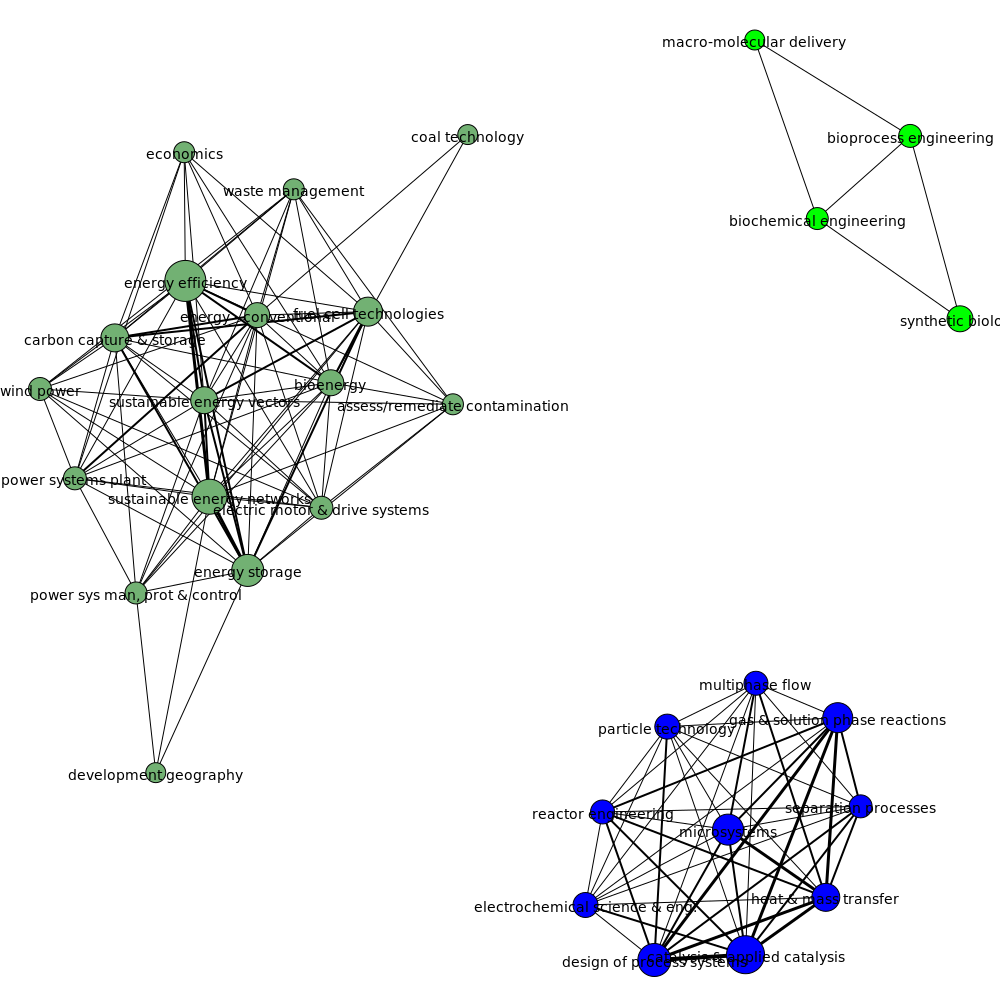 macro-molecular delivery
coal technology
bioprocess engineering
economics
waste management
biochemical engineering
energy efficiency
energy - conventional
fuel cell technologies
synthetic biolo
carbon capture & storage
bioenergy
wind power
sustainable energy vectors
assess/remediate contamination
power systems plant
sustainable energy networks
electric motor & drive systems
energy storage
power sys man, prot & control
multiphase flow
gas & solution phase reactions
particle technology
development geography
separation processes
reactor engineering
microsystems
heat & mass transfer
electrochemical science & eng.
catalysis & applied catalysis
design of process systems